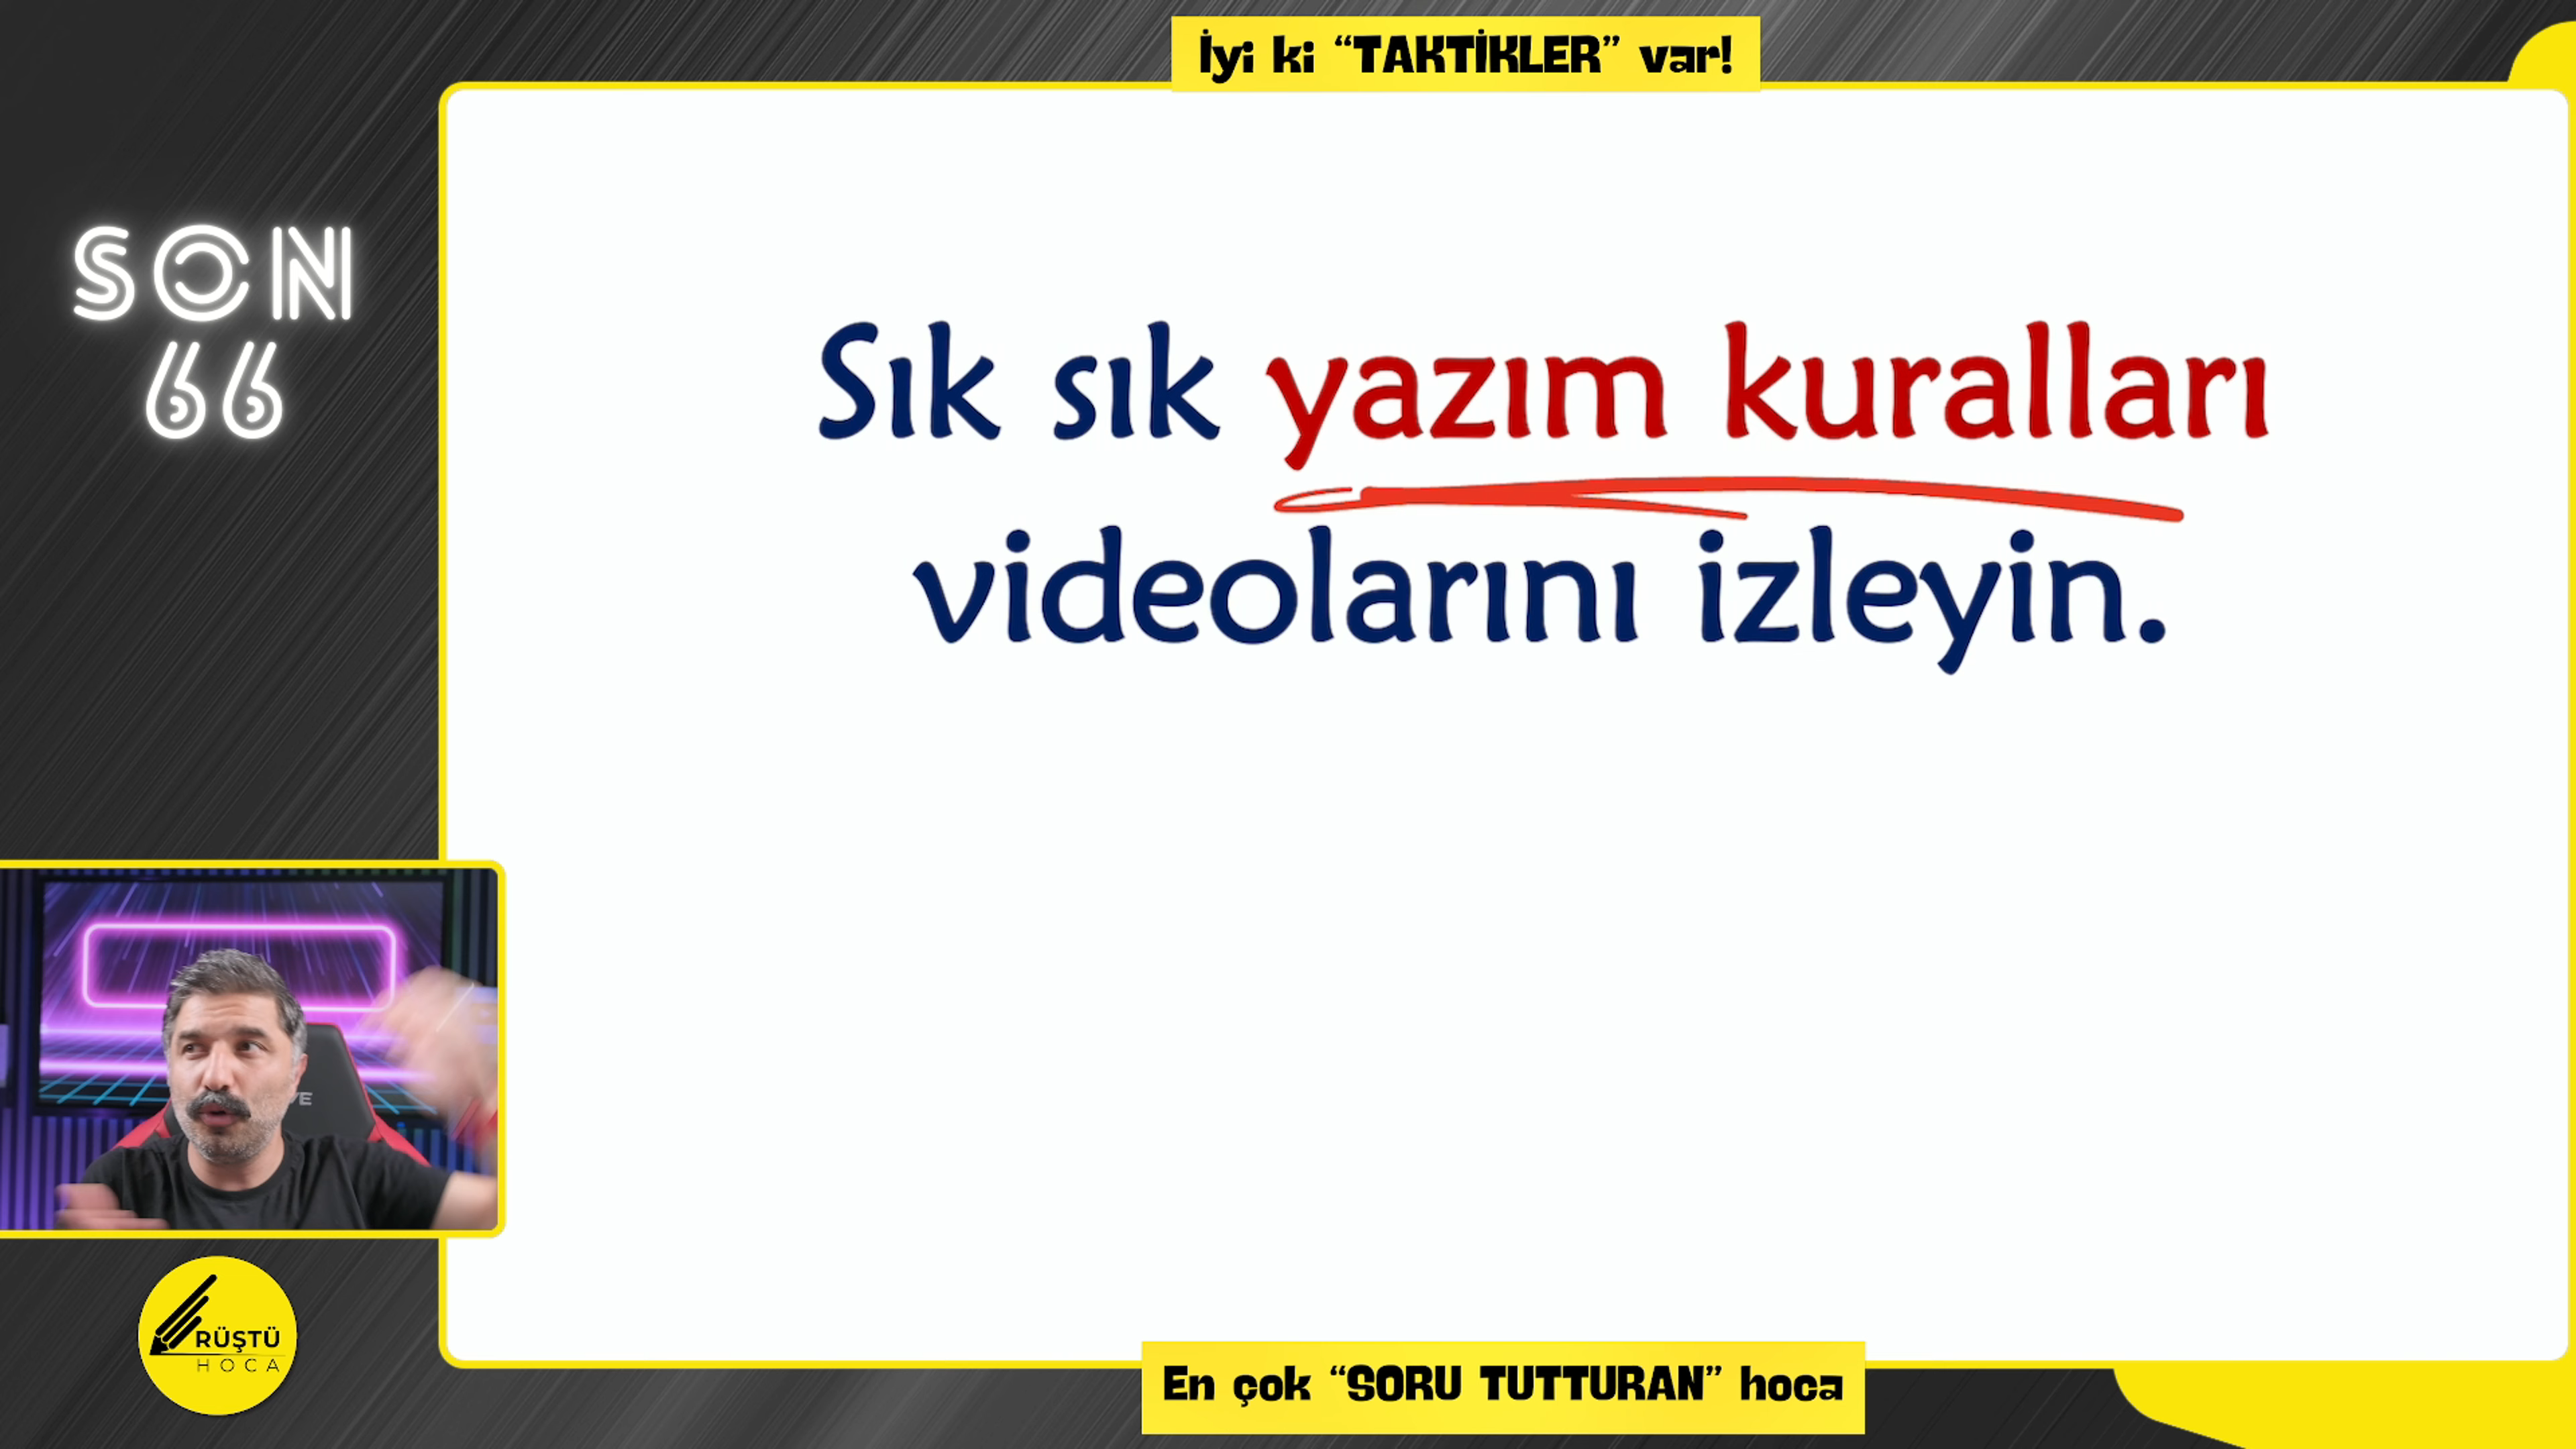 İyi ki “TAKTİKLER” var!
SON
66
Sık sık yazım kuralları
videolarını izleyin.
RÜŞTÜ
HOCA
En çok “SORU TUTTURAN” hoca